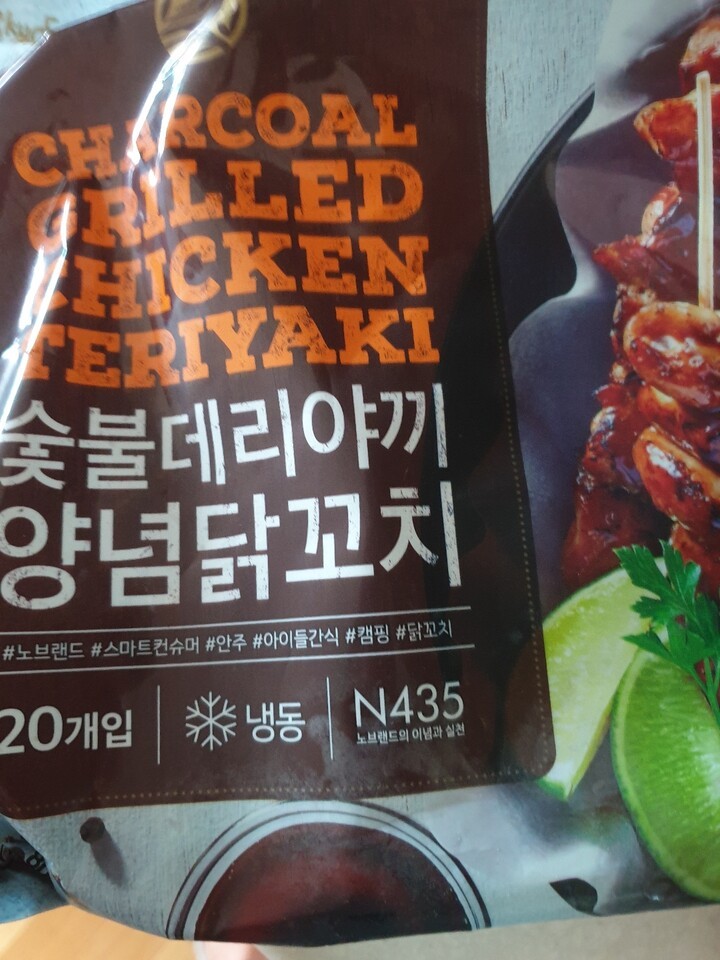 CHARCOAL
GRILLED
CHICKEN
TERIYAKI
숯불데리야끼
양념닭꼬치
#노브랜드 #스마트컨슈머 #안주 #아이들간식 #캠핑 #닭꼬치
20개입
냉동
N435
노브랜드의 이념과 실천